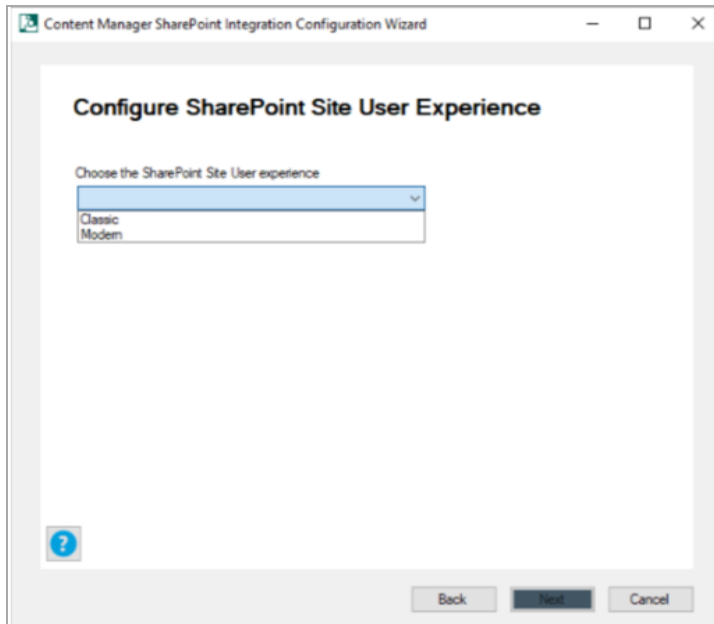 Content Manager SharePoint Integration Configuration Wizard
Configure SharePoint Site User Experience
Choose the SharePoint Site User experience
Classic
Modern
?
Back
Next
Cancel